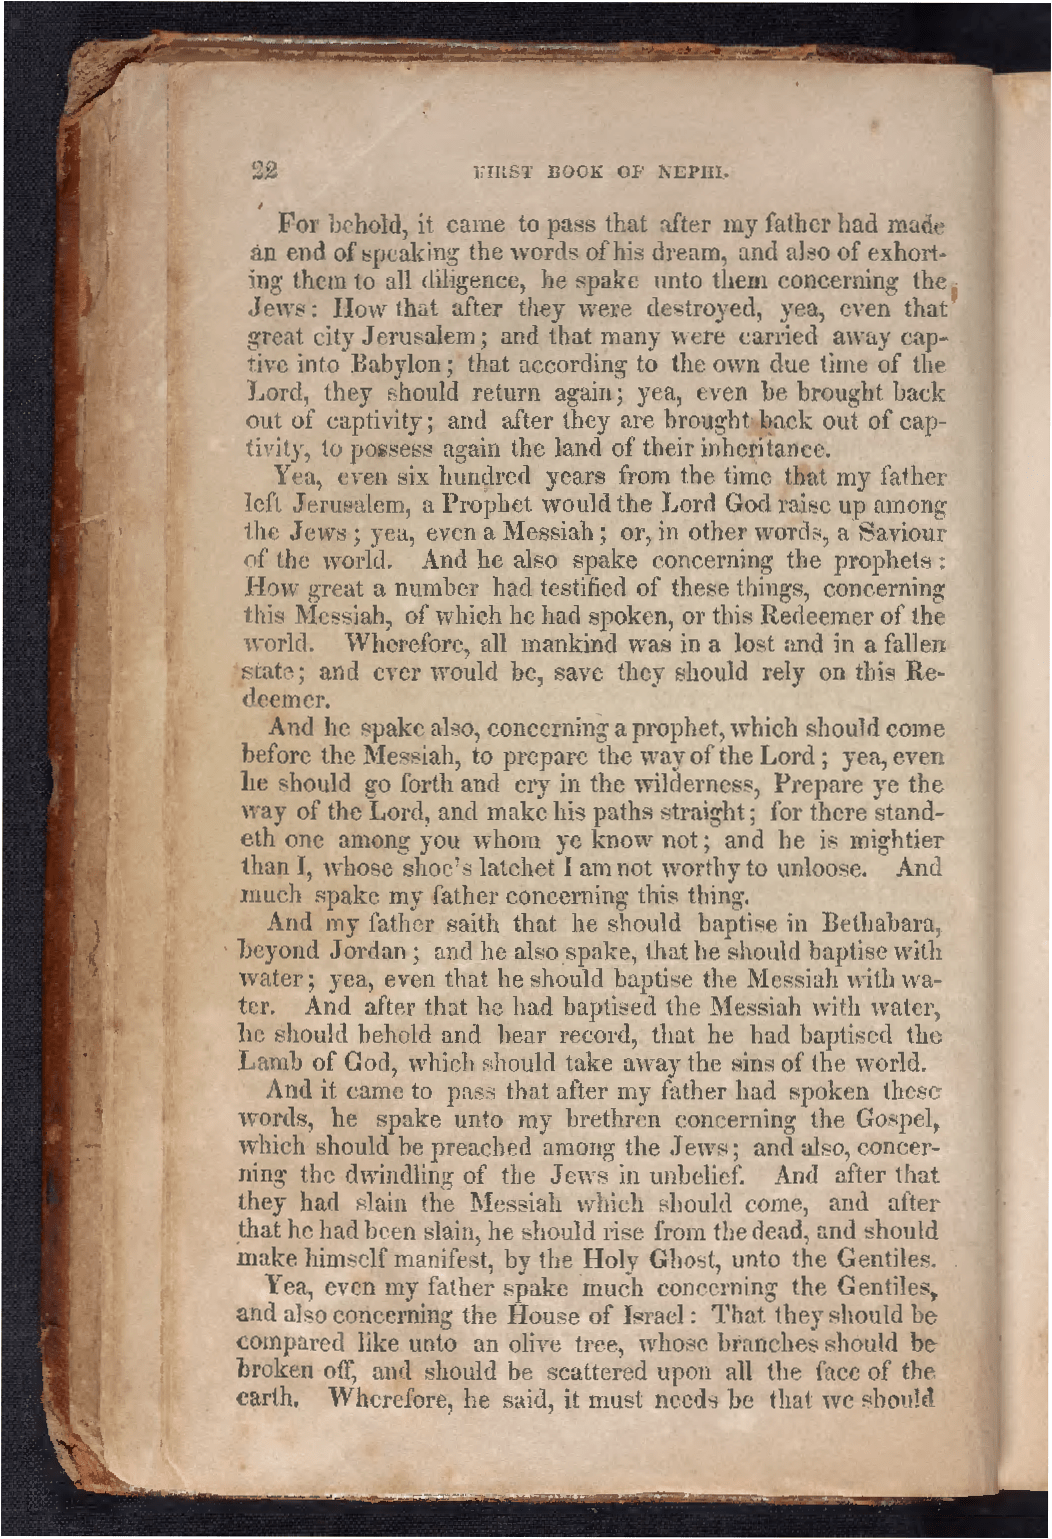 22 FIRST BOOK OF NEPHI.
For behold, it came to pass that after my father had made
an end of speaking the words of his dream, and also of exhort-
ing them to all diligence, he spake unto them concerning the
Jews: How that after they were destroyed, yea, even that
great city Jerusalem; and that many were carried away cap-
tive into Babylon; that according to the own due time of the
Lord, they should return again; yea, even be brought back
out of captivity; and after they are brought back out of cap-
tivity, to possess again the land of their inheritance.
Yea, even six hundred years from the time that my father
left Jerusalem, a Prophet would the Lord God raise up among
the Jews; yea, even a Messiah; or, in other words, a Saviour
of the world. And he also spake concerning the prophets:
How great a number had testified of these things, concerning
this Messiah, of which he had spoken, or this Redeemer of the
world. Wherefore, all mankind was in a lost and in a fallen
state; and ever would be, save they should rely on this Re-
deemer.
And he spake also, concerning a prophet, which should come
before the Messiah, to prepare the way of the Lord; yea, even
he should go forth and cry in the wilderness, Prepare ye the
way of the Lord, and make his paths straight; for there stand-
eth one among you whom ye know not; and he is mightier
than I, whose shoe's latchet I am not worthy to unloose. And
much spake my father concerning this thing.
And my father saith that he should baptise in Bethabara,
beyond Jordan; and he also spake, that he should baptise with
water; yea, even that he should baptise the Messiah with wa-
ter. And after that he had baptised the Messiah with water,
he should behold and bear record, that he had baptised the
Lamb of God, which should take away the sins of the world.
And it came to pass that after my father had spoken these
words, he spake unto my brethren concerning the Gospel,
which should be preached among the Jews; and also, concer-
ning the dwindling of the Jews in unbelief. And after that
they had slain the Messiah which should come, and after
that he had been slain, he should rise from the dead, and should
make himself manifest, by the Holy Ghost, unto the Gentiles.
Yea, even my father spake much concerning the Gentiles,
and also concerning the House of Israel: That they should be
compared like unto an olive tree, whose branches should be
broken off, and should be scattered upon all the face of the
earth. Wherefore, he said, it must needs be that we should